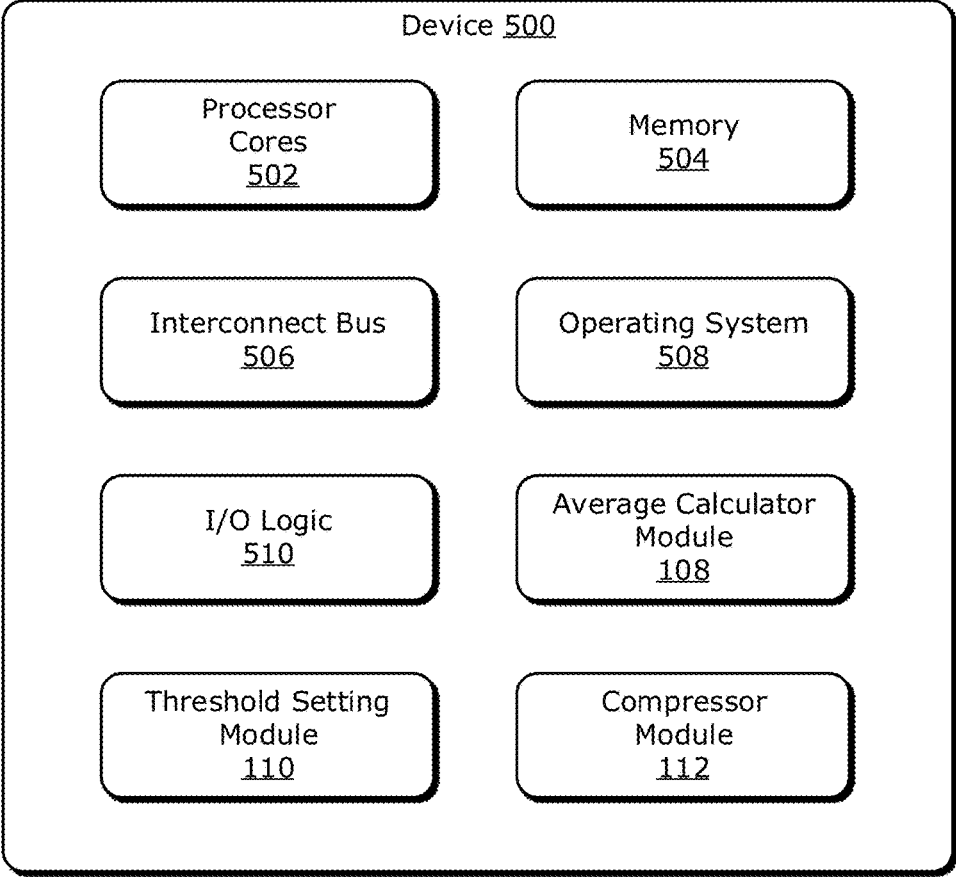 Device 500
Processor
Cores
502
Memory
504
Interconnect Bus
506
Operating System
508
I/O Logic
510
Average Calculator
Module
108
Threshold Setting
Module
110
Compressor
Module
112